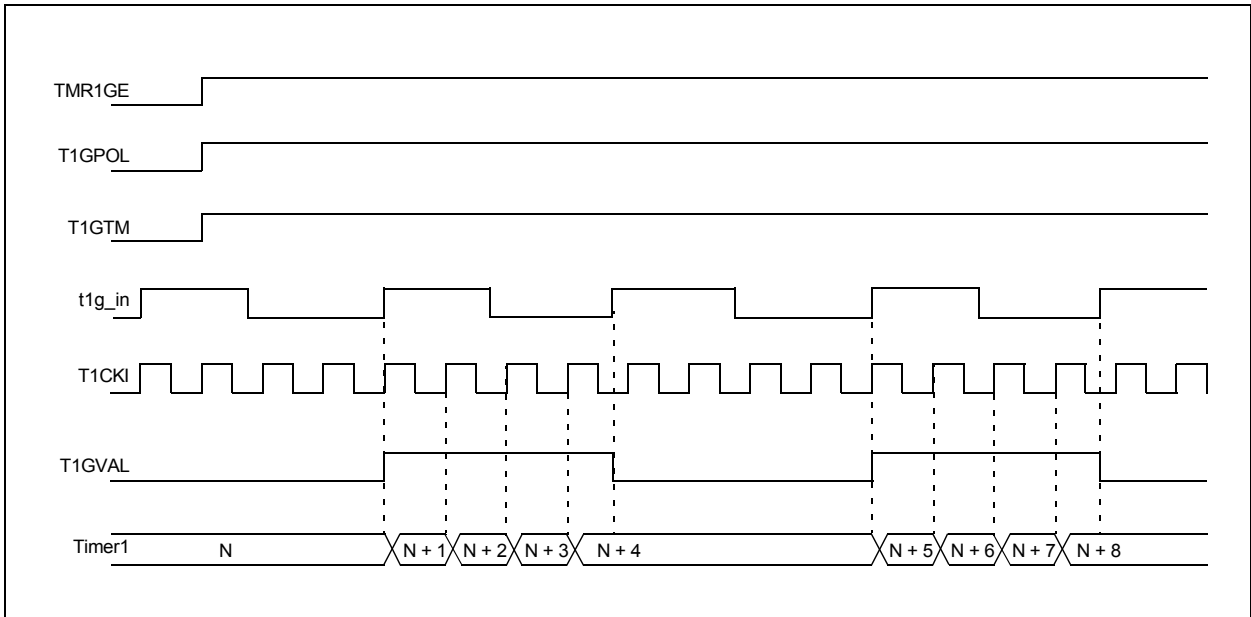 TMR1GE
T1GPOL
T1GTM
t1g_in
T1CKI
T1GVAL
Timer1 N N + 1 N + 2 N + 3 N + 4 N + 5 N + 6 N + 7 N + 8